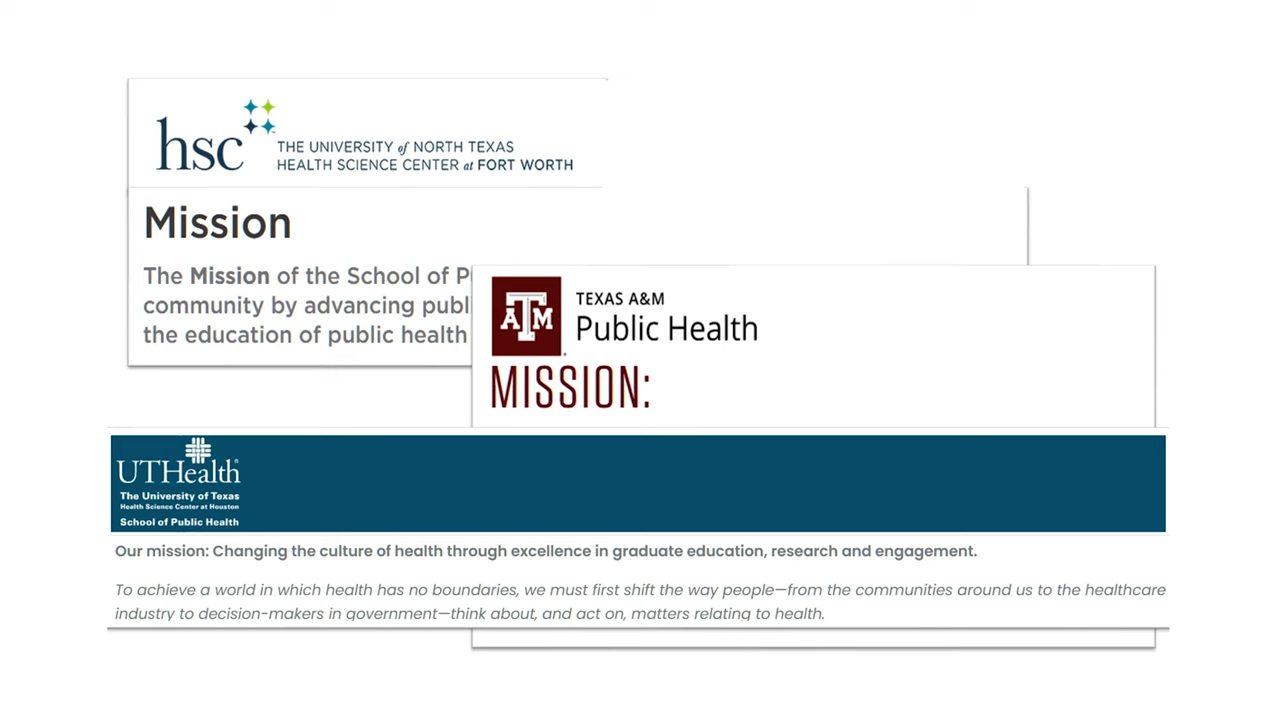 hsc
THE UNIVERSITY of NORTH TEXAS
HEALTH SCIENCE CENTER at FORT WORTH
Mission
The Mission of the School of P
community by advancing publ
the education of public health
ATM
TEXAS A&M
Public Health
MISSION:
UTHealth®
The University of Texas
Health Science Center at Houston
School of Public Health
Our mission: Changing the culture of health through excellence in graduate education, research and engagement.
To achieve a world in which health has no boundaries, we must first shift the way people—from the communities around us to the healthcare
industry to decision-makers in government—think about, and act on, matters relating to health.